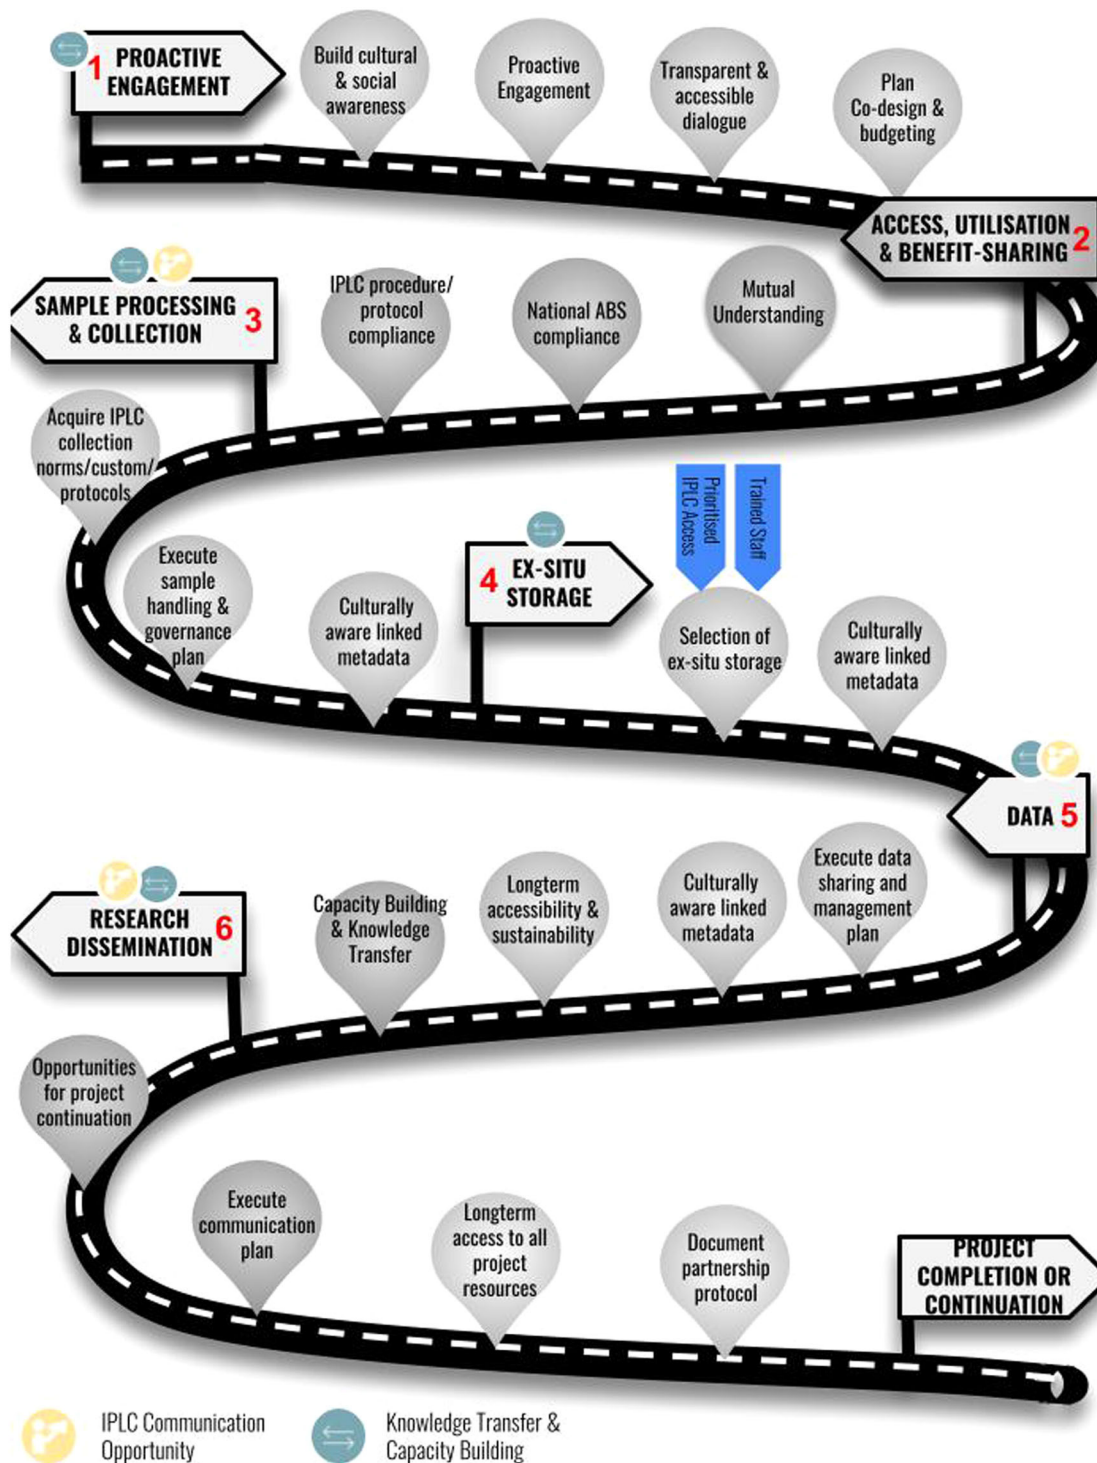 1 PROACTIVE
ENGAGEMENT
Build cultural
& social
awareness
Proactive
Engagement
Transparent &
accessible
dialogue
Plan
Co-design &
budgeting
ACCESS, UTILISATION
& BENEFIT-SHARING 2
Mutual
Understanding
National ABS
compliance
IPLC procedure/
protocol
compliance
SAMPLE PROCESSING
& COLLECTION 3
Acquire IPLC
collection
norms/custom/
protocols
Execute
sample
handling &
governance
plan
Culturally
aware linked
metadata
4 EX-SITU
STORAGE
Prioritised
IPLC Access
Trained Staff
Selection of
ex-situ storage
Culturally
aware linked
metadata
DATA 5
Execute data
sharing and
management
plan
Culturally
aware linked
metadata
Longterm
accessibility &
sustainability
Capacity Building
& Knowledge
Transfer
RESEARCH
DISSEMINATION 6
Opportunities
for project
continuation
Execute
communication
plan
Longterm
access to all
project
resources
Document
partnership
protocol
PROJECT
COMPLETION OR
CONTINUATION
IPLC Communication
Opportunity
Knowledge Transfer &
Capacity Building